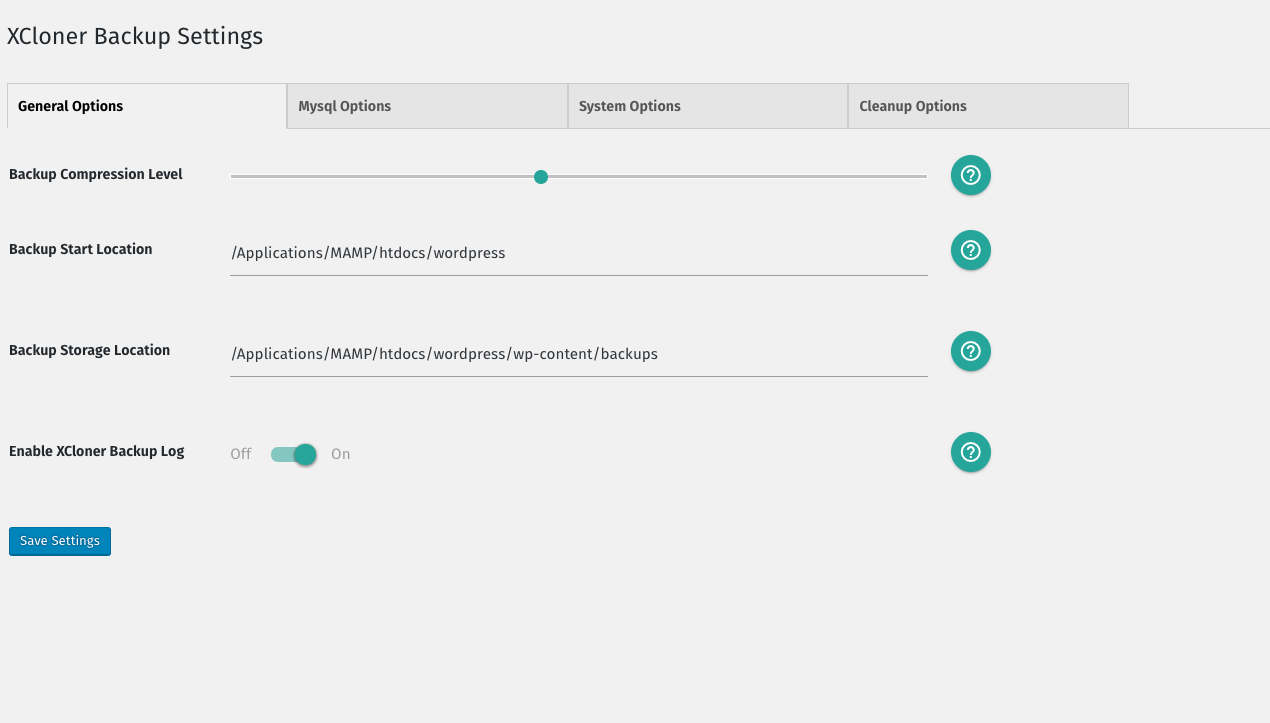 XCloner Backup Settings
General Options Mysql Options System Options Cleanup Options
Backup Compression Level
Backup Start Location /Applications/MAMP/htdocs/wordpress
Backup Storage Location /Applications/MAMP/htdocs/wordpress/wp-content/backups
Enable XCloner Backup Log Off On
Save Settings